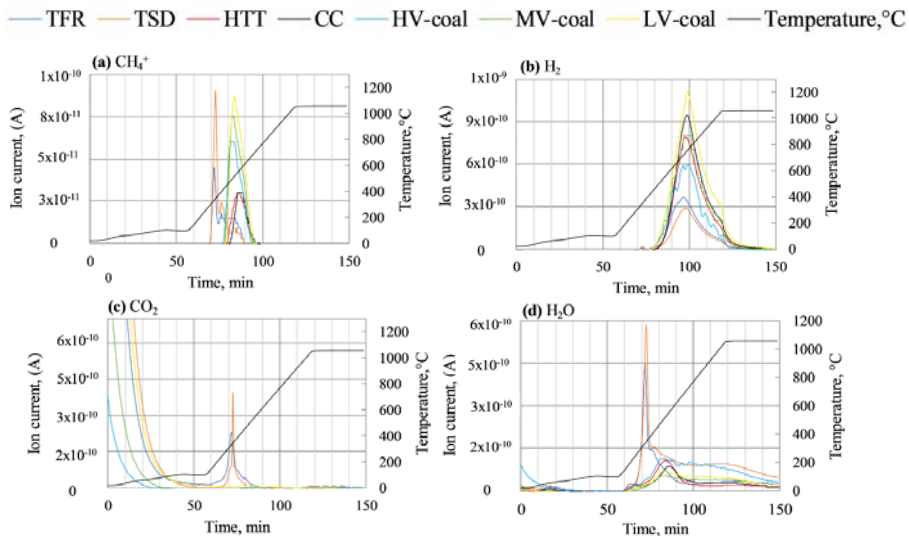 TFR TSD HTT CC HV-coal MV-coal LV-coal Temperature,°C
(a) CH₄⁺
Ion current, (A)
1x10⁻¹⁰
8x10⁻¹¹
5x10⁻¹¹
3x10⁻¹¹
0
1200
1000
800
600
400
200
0
Temperature,°C
0 50 100 150
0
Time, min
(b) H₂
Ion current, (A)
1x10⁻⁹
9x10⁻¹⁰
6x10⁻¹⁰
3x10⁻¹⁰
0
1200
1000
800
600
400
200
0
Temperature,°C
0 50 100 150
Time, min
(c) CO₂
Ion current, (A)
6x10⁻¹⁰
5x10⁻¹⁰
3x10⁻¹⁰
2x10⁻¹⁰
0
1200
1000
800
600
400
200
0
Temperature,°C
0 50 100 150
Time, min
(d) H₂O
Ion current, (A)
6x10⁻¹⁰
5x10⁻¹⁰
3x10⁻¹⁰
2x10⁻¹⁰
0
1200
1000
800
600
400
200
0
Temperature, °C
0 50 100 150
Time, min